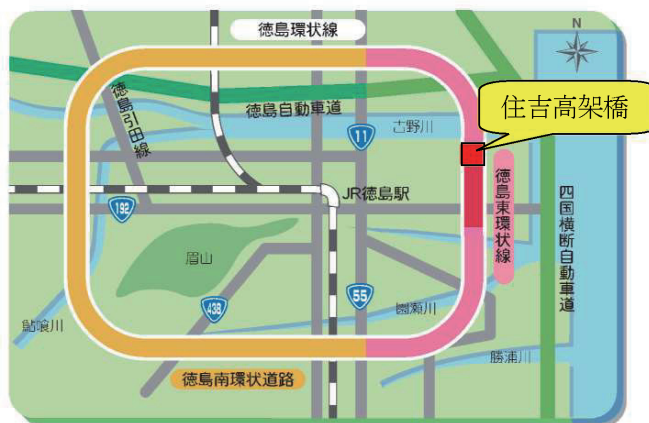 徳島環状線
N
住吉高架橋
徳島自動車道
徳島引田線
11
吉野川
JR徳島駅
徳島東環状線
四国横断自動車道
192
眉山
438
55
園瀬川
鮎喰川
勝浦川
徳島南環状道路